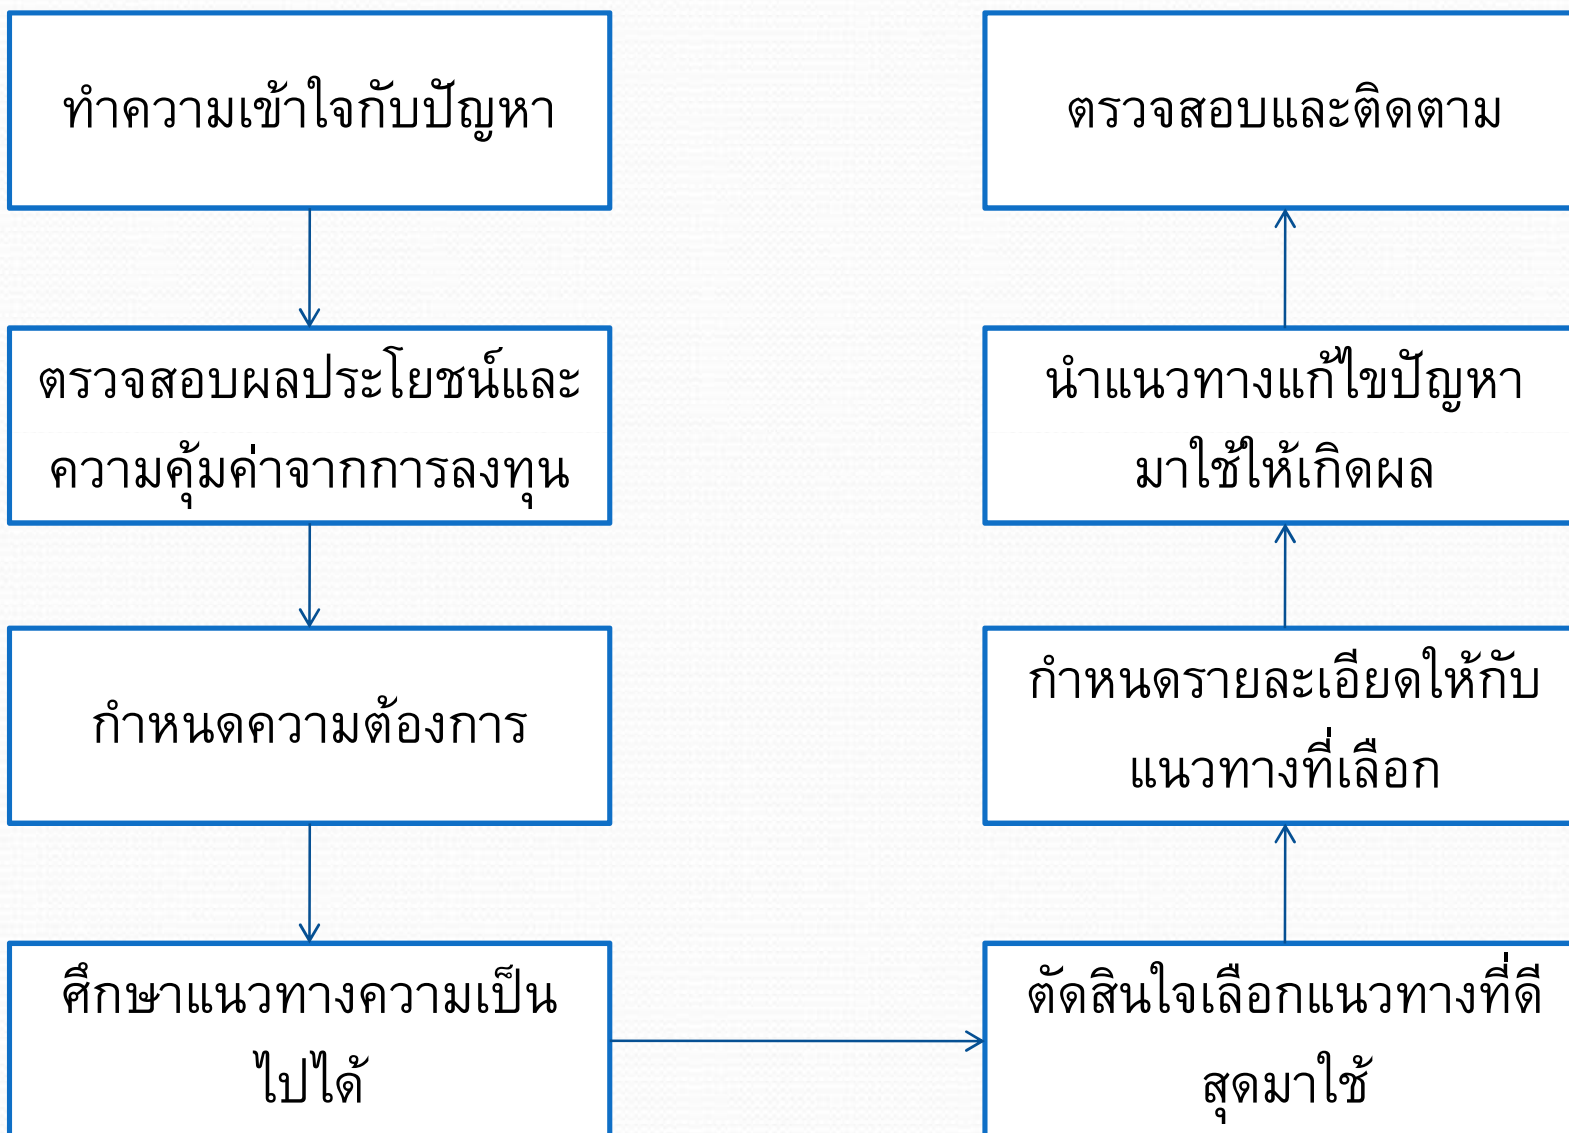 ทำความเข้าใจกับปัญหา
ตรวจสอบผลประโยชน์และ
ความคุ้มค่าจากการลงทุน
กำหนดความต้องการ
ศึกษาแนวทางความเป็น
ไปได้
ตัดสินใจเลือกแนวทางที่ดี
สุดมาใช้
กำหนดรายละเอียดให้กับ
แนวทางที่เลือก
นำแนวทางแก้ไขปัญหา
มาใช้ให้เกิดผล
ตรวจสอบและติดตาม